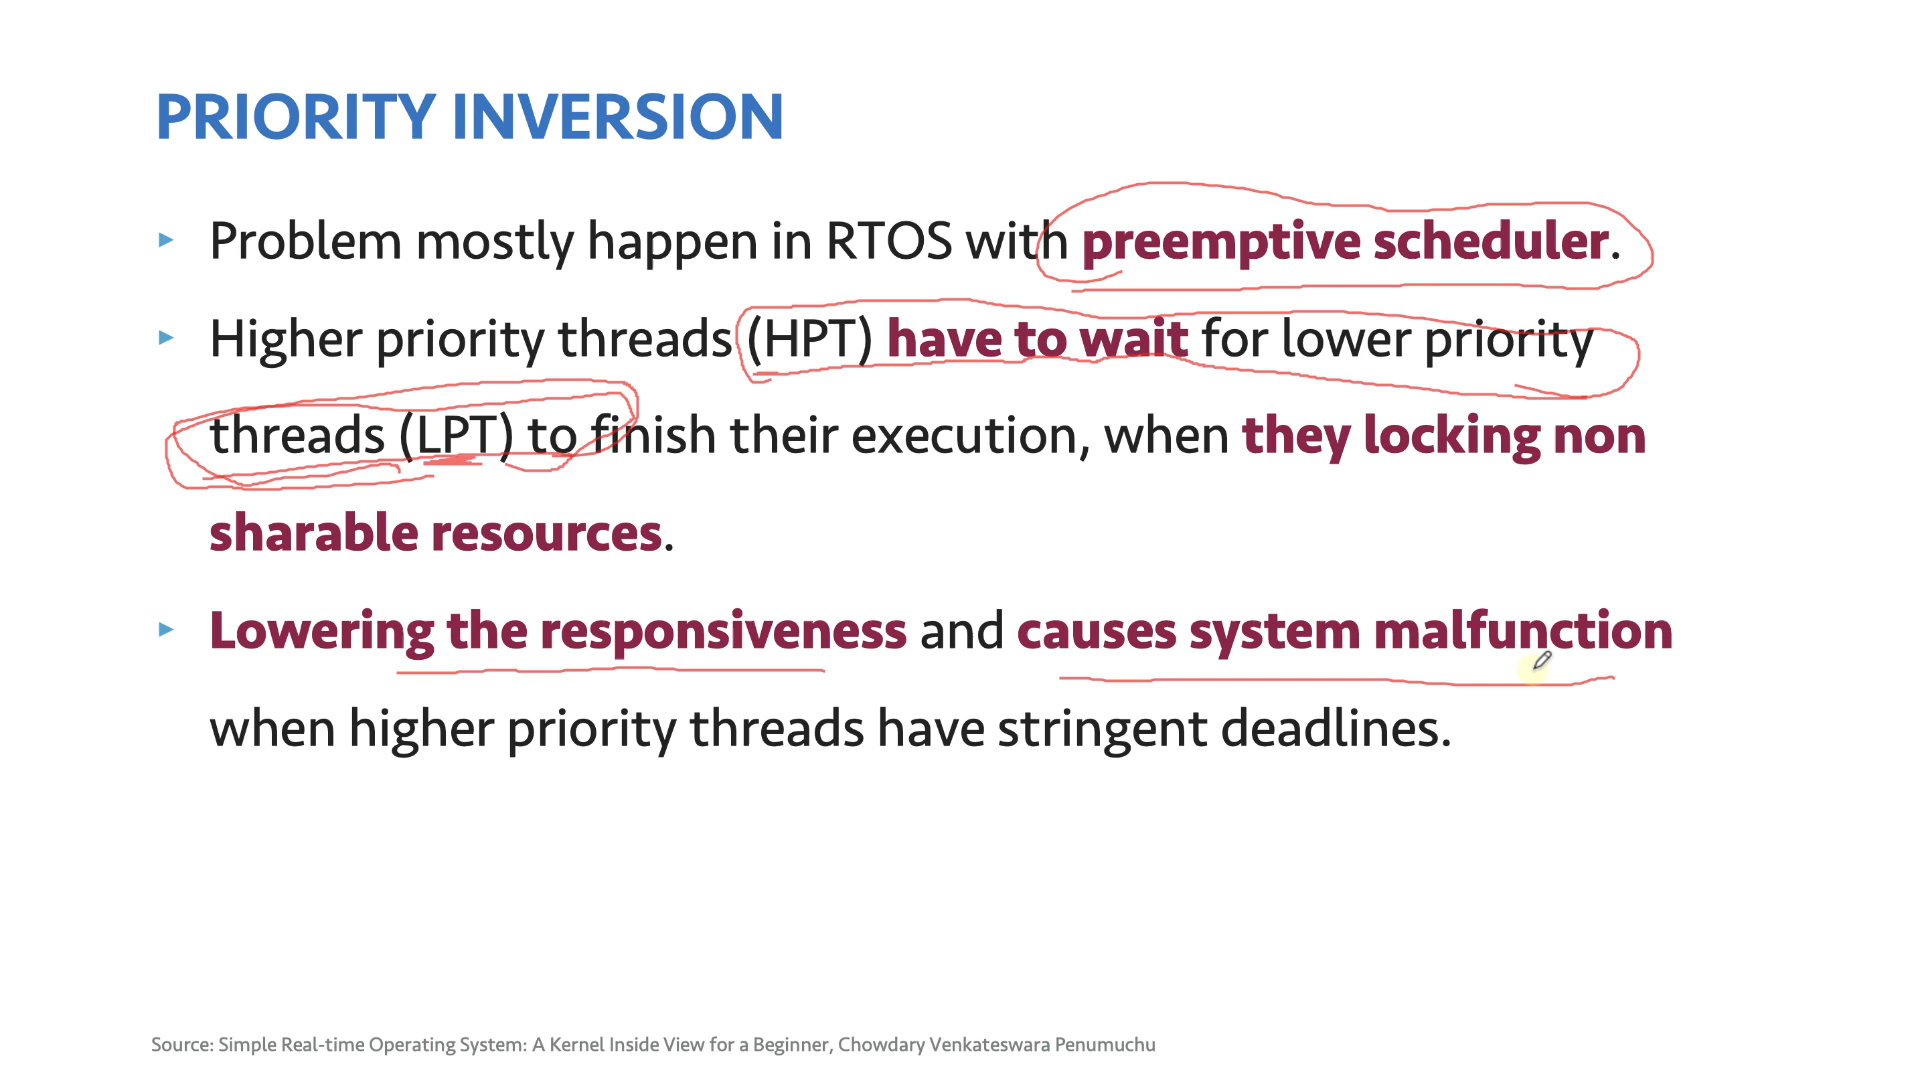 PRIORITY INVERSION
▸ Problem mostly happen in RTOS with preemptive scheduler.
▸ Higher priority threads (HPT) have to wait for lower priority
threads (LPT) to finish their execution, when they locking non
sharable resources.
▸ Lowering the responsiveness and causes system malfunction
when higher priority threads have stringent deadlines.
Source: Simple Real-time Operating System: A Kernel Inside View for a Beginner, Chowdary Venkateswara Penumuchu